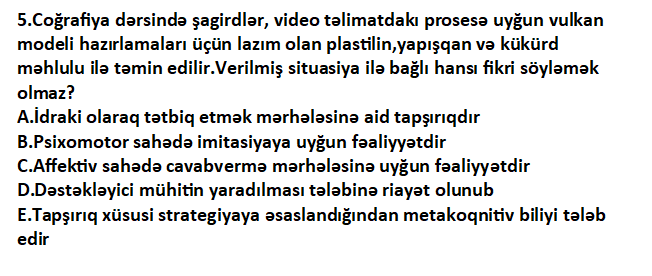 5.Coğrafiya dərsində şagirdlər, video təlimatdakı prosesə uyğun vulkan
modeli hazırlamaları üçün lazım olan plastilin,yapışqan və kükürd
məhlulu ilə təmin edilir.Verilmiş situasiya ilə bağlı hansı fikri söyləmək
olmaz?
A.İdraki olaraq tətbiq etmək mərhələsinə aid tapşırıqdır
B.Psixomotor sahədə imitasiyaya uyğun fəaliyyətdir
C.Affektiv sahədə cavabvermə mərhələsinə uyğun fəaliyyətdir
D.Dəstəkləyici mühitin yaradılması tələbinə riayət olunub
E.Tapşırıq xüsusi strategiyaya əsaslandığından metakoqnitiv biliyi tələb
edir